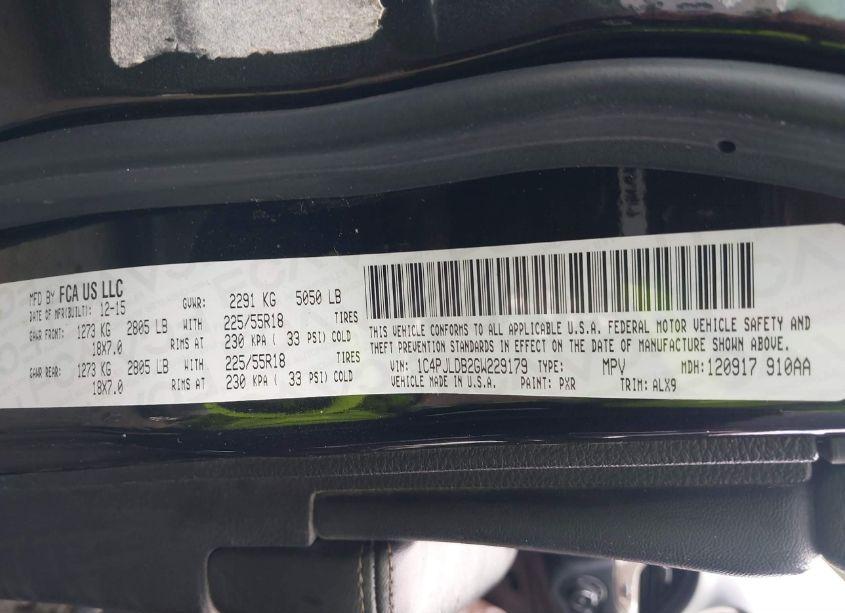 MFD BY FCA US LLC
DATE OF MFR(BUILT): 12-15
GVWR: 2291 KG 5050 LB
GAWR FRONT: 1273 KG 2805 LB WITH 225/55R18 TIRES
18X7.0 RIMS AT 230 KPA ( 33 PSI) COLD
GAWR REAR: 1273 KG 2805 LB WITH 225/55R18 TIRES
18X7.0 RIMS AT 230 KPA ( 33 PSI) COLD
THIS VEHICLE CONFORMS TO ALL APPLICABLE U.S.A. FEDERAL MOTOR VEHICLE SAFETY AND
THEFT PREVENTION STANDARDS IN EFFECT ON THE DATE OF MANUFACTURE SHOWN ABOVE.
VIN: 1C4PJLDB2GW229179 TYPE: MPV MDH: 120917 910AA
VEHICLE MADE IN U.S.A. PAINT: PXR TRIM: ALX9